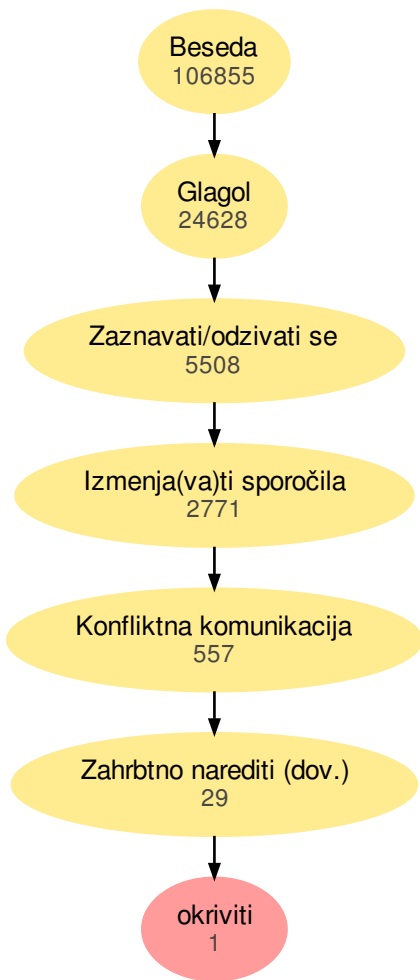 Beseda
106855
Glagol
24628
Zaznavati/odzivati se
5508
Izmenja(va)ti sporočila
2771
Konfliktna komunikacija
557
Zahrbtno narediti (dov.)
29
okriviti
1